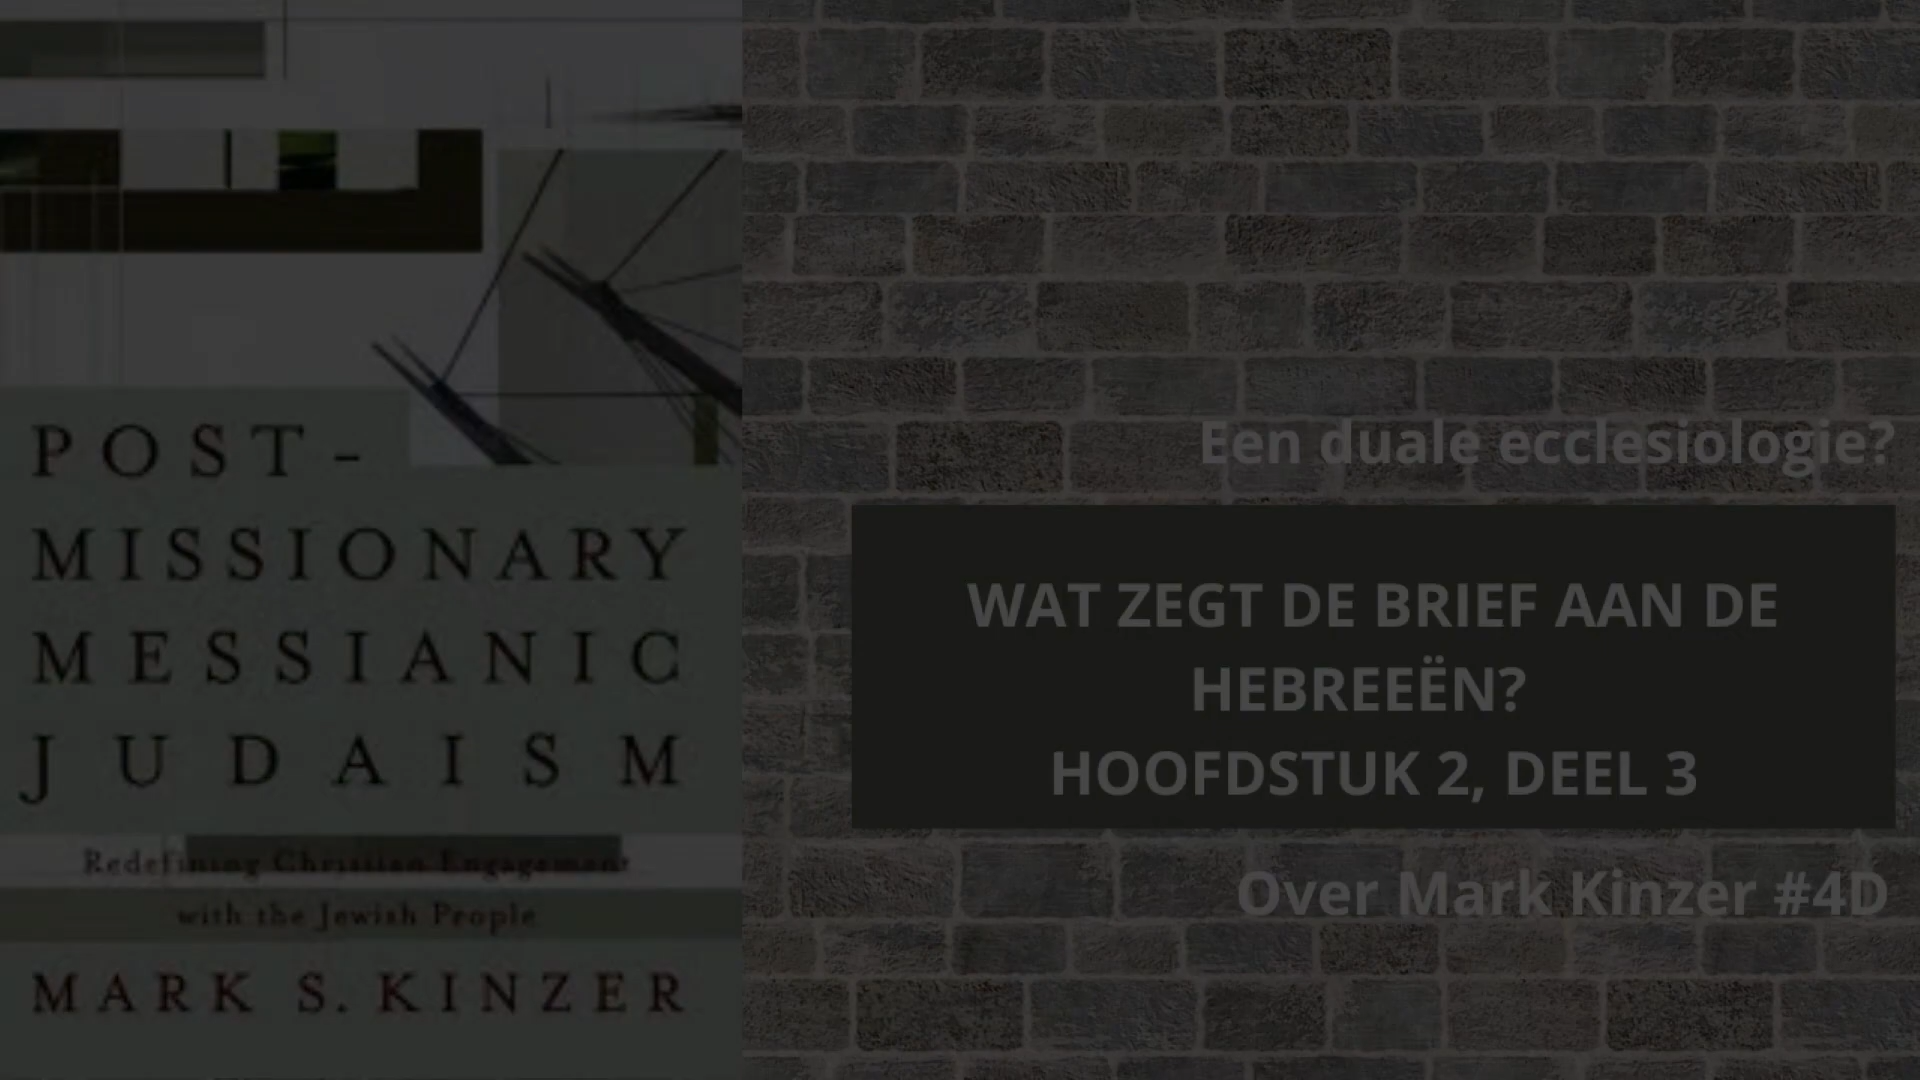 POST-
MISSIONARY
MESSIANIC
JUDAISM
Redefining Christian Engagement
with the Jewish People
MARK S. KINZER
Een duale ecclesiologie?
WAT ZEGT DE BRIEF AAN DE
HEBREEËN?
HOOFDSTUK 2, DEEL 3
Over Mark Kinzer #4D